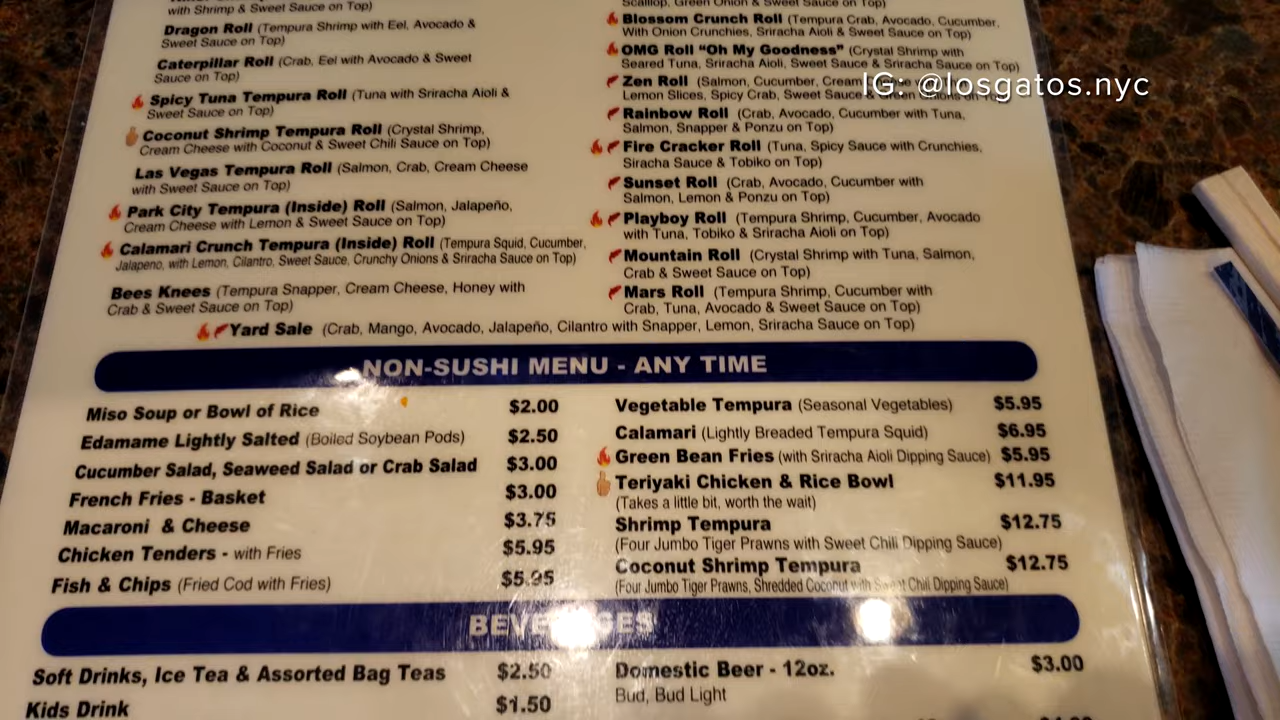 with Shrimp & Sweet Sauce on Top)
Dragon Roll (Tempura Shrimp with Eel, Avocado &
Sweet Sauce on Top)
Caterpillar Roll (Crab, Eel with Avocado & Sweet
Sauce on Top)
Spicy Tuna Tempura Roll (Tuna with Sriracha Aioli &
Sweet Sauce on Top)
Coconut Shrimp Tempura Roll (Crystal Shrimp,
Cream Cheese with Coconut & Sweet Chili Sauce on Top)
Las Vegas Tempura Roll (Salmon, Crab, Cream Cheese
with Sweet Sauce on Top)
Park City Tempura (Inside) Roll (Salmon, Jalapeño,
Cream Cheese with Lemon & Sweet Sauce on Top)
Calamari Crunch Tempura (Inside) Roll (Tempura Squid, Cucumber,
Jalapeno, with Lemon, Cilantro, Sweet Sauce, Crunchy Onions & Sriracha Sauce on Top)
Bees Knees (Tempura Snapper, Cream Cheese, Honey with
Crab & Sweet Sauce on Top)
Scallop, Green Onion & Sweet Sauce on Top)
Blossom Crunch Roll (Tempura Crab, Avocado, Cucumber,
With Onion Crunchies, Sriracha Aioli & Sweet Sauce on Top)
OMG Roll "Oh My Goodness" (Crystal Shrimp with
Seared Tuna, Sriracha Aioli, Sweet Sauce & Sriracha Sauce on Top)
Zen Roll (Salmon, Cucumber, Cream
Lemon Slices, Spicy Crab, Sweet Sauce & Green Onions on Top)
IG: @losgatos.nyc
Rainbow Roll (Crab, Avocado, Cucumber with Tuna,
Salmon, Snapper & Ponzu on Top)
Fire Cracker Roll (Tuna, Spicy Sauce with Crunchies,
Siracha Sauce & Tobiko on Top)
Sunset Roll (Crab, Avocado, Cucumber with
Salmon, Lemon & Ponzu on Top)
Playboy Roll (Tempura Shrimp, Cucumber, Avocado
with Tuna, Tobiko & Sriracha Aioli on Top)
Mountain Roll (Crystal Shrimp with Tuna, Salmon,
Crab & Sweet Sauce on Top)
Mars Roll (Tempura Shrimp, Cucumber with
Crab, Tuna, Avocado & Sweet Sauce on Top)
Yard Sale (Crab, Mango, Avocado, Jalapeño, Cilantro with Snapper, Lemon, Sriracha Sauce on Top)
NON-SUSHI MENU - ANY TIME
Miso Soup or Bowl of Rice $2.00
Edamame Lightly Salted (Boiled Soybean Pods) $2.50
Cucumber Salad, Seaweed Salad or Crab Salad $3.00
French Fries - Basket $3.00
Macaroni & Cheese $3.75
Chicken Tenders - with Fries $5.95
Fish & Chips (Fried Cod with Fries) $5.95
Vegetable Tempura (Seasonal Vegetables) $5.95
Calamari (Lightly Breaded Tempura Squid) $6.95
Green Bean Fries (with Sriracha Aioli Dipping Sauce) $5.95
Teriyaki Chicken & Rice Bowl $11.95
(Takes a little bit, worth the wait)
Shrimp Tempura $12.75
(Four Jumbo Tiger Prawns with Sweet Chili Dipping Sauce)
Coconut Shrimp Tempura $12.75
(Four Jumbo Tiger Prawns, Shredded Coconut with Sweet Chili Dipping Sauce)
BEVERAGES
Soft Drinks, Ice Tea & Assorted Bag Teas $2.50
Kids Drink $1.50
Domestic Beer - 12oz. $3.00
Bud, Bud Light